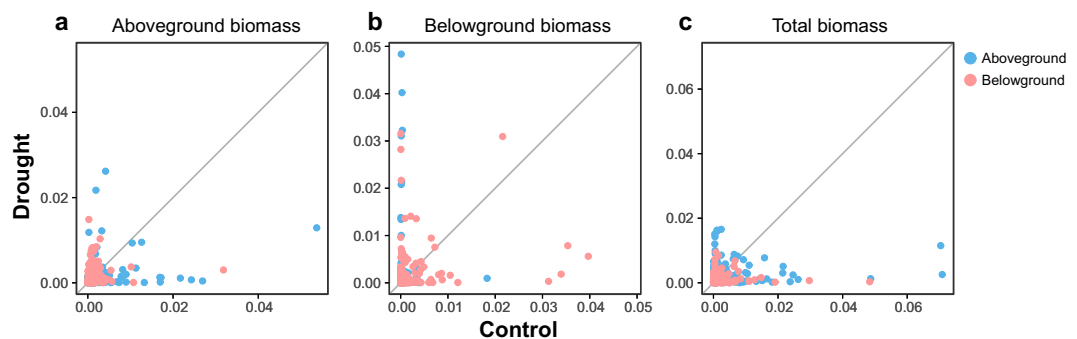 a Aboveground biomass
b Belowground biomass
c Total biomass
Drought
0.04
0.02
0.00
0.00 0.02 0.04
0.05
0.04
0.03
0.02
0.01
0.00
0.00 0.01 0.02 0.03 0.04 0.05
0.06
0.04
0.02
0.00
0.00 0.02 0.04 0.06
Aboveground
Belowground
Control